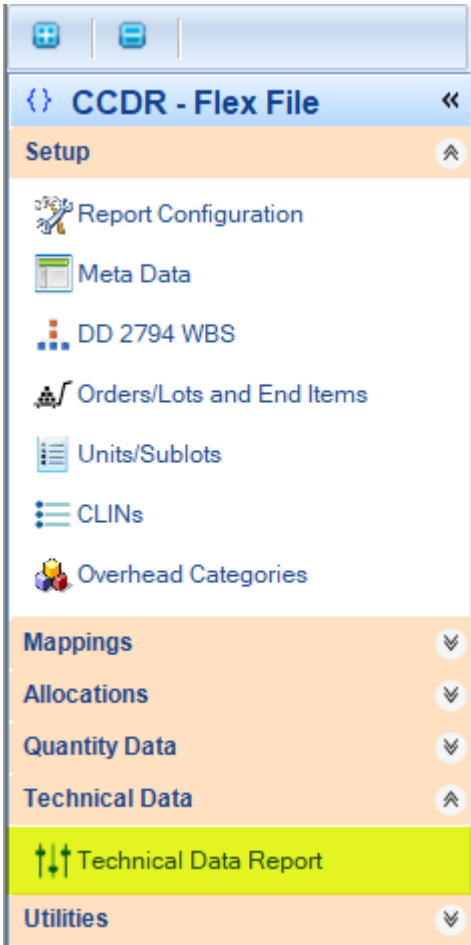 CCDR - Flex File
Setup
Report Configuration
Meta Data
DD 2794 WBS
Orders/Lots and End Items
Units/Sublots
CLINs
Overhead Categories
Mappings
Allocations
Quantity Data
Technical Data
Technical Data Report
Utilities